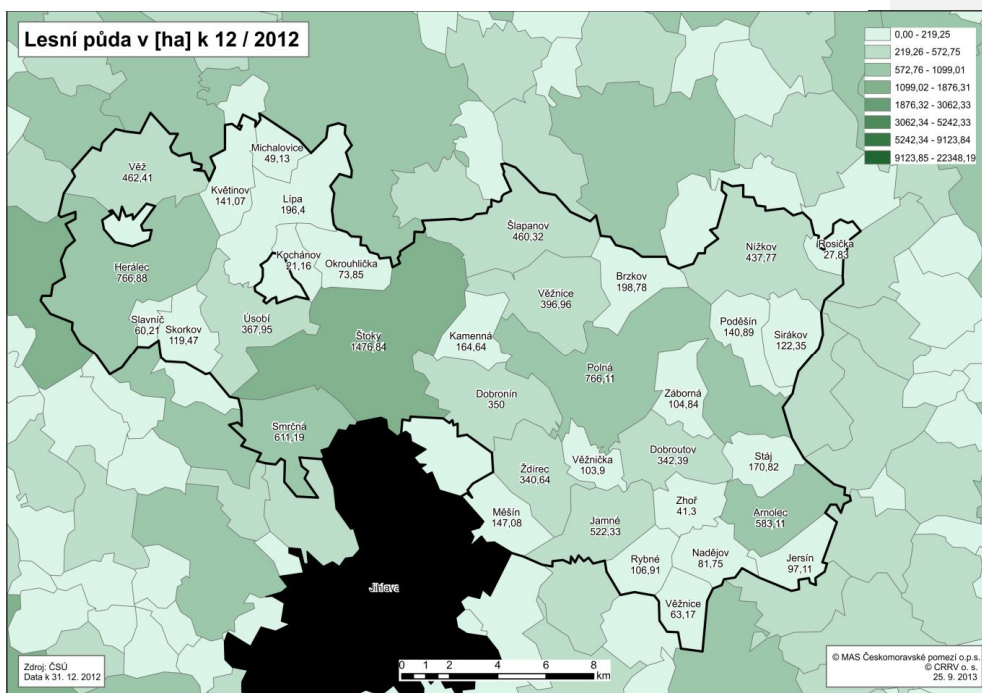 Lesní půda v [ha] k 12 / 2012
0,00 - 219,25
219,26 - 572,75
572,76 - 1099,01
1099,02 - 1876,31
1876,32 - 3062,33
3062,34 - 5242,33
5242,34 - 9123,84
9123,85 - 22348,19
Věž
462,41
Michalovice
49,13
Květinov
141,07
Lípa
196,4
Herálec
766,88
Kochánov
21,16
Okrouhlička
73,85
Slavníč
60,21
Skorkov
119,47
Úsobí
367,95
Štoky
1476,84
Smrčná
611,19
Šlapanov
460,32
Věžnice
396,96
Brzkov
198,78
Nížkov
437,77
Rosička
27,83
Kamenná
164,64
Polná
766,11
Poděšín
140,89
Sirákov
122,35
Dobronín
350
Záborná
104,84
Ždírec
340,64
Věžnička
103,9
Dobroutov
342,39
Stáj
170,82
Měšín
147,08
Jamné
522,33
Zhoř
41,3
Arnolec
583,11
Rybné
106,91
Nadějov
81,75
Jersín
97,11
Věžnice
63,17
Jihlava
Zdroj: ČSÚ
Data k 31. 12. 2012
0 1 2 4 6 8
km
© MAS Českomoravské pomezí o.p.s.
© CRRV o. s.
25. 9. 2013